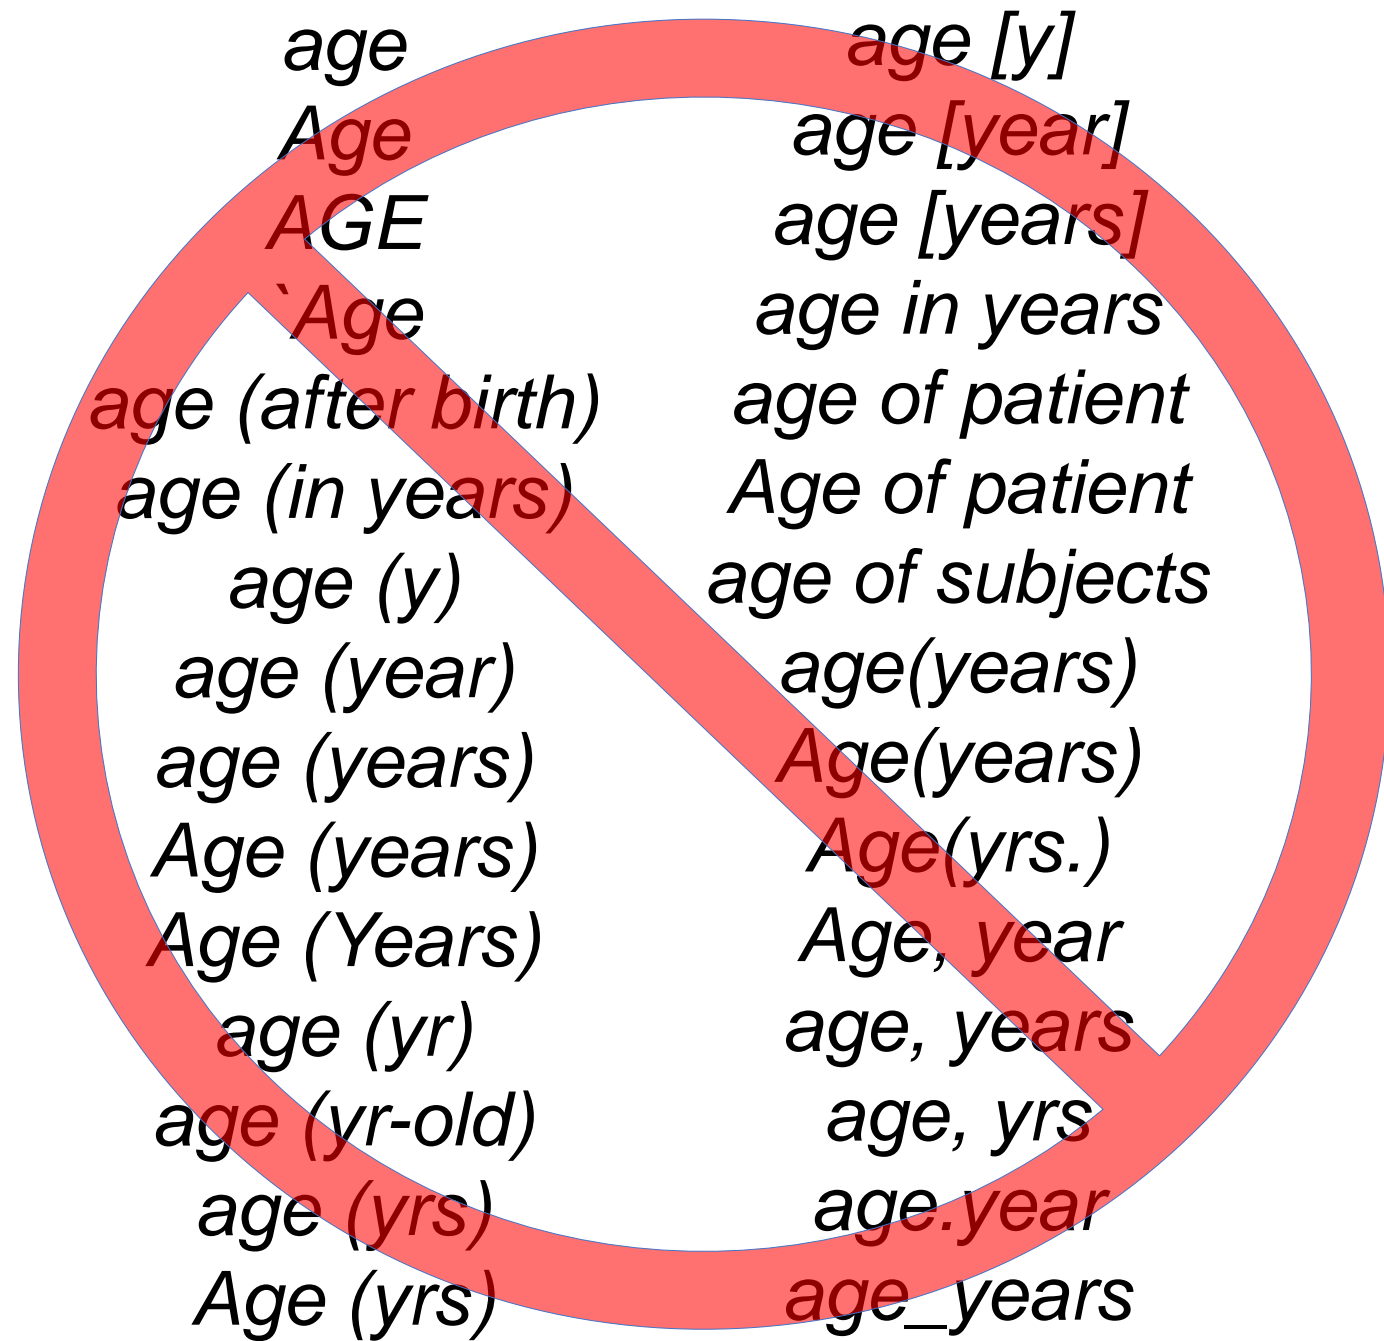 age
Age
AGE
`Age
age (after birth)
age (in years)
age (y)
age (year)
age (years)
Age (years)
Age (Years)
age (yr)
age (yr-old)
age (yrs)
Age (yrs)
age [y]
age [year]
age [years]
age in years
age of patient
Age of patient
age of subjects
age(years)
Age(years)
Age(yrs.)
Age, year
age, years
age, yrs
age.year
age_years